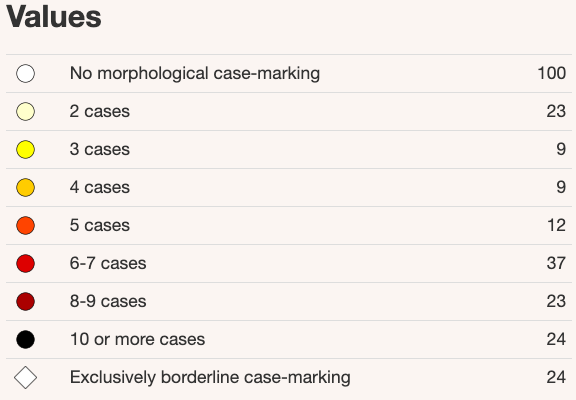 Values
No morphological case-marking 100
2 cases 23
3 cases 9
4 cases 9
5 cases 12
6-7 cases 37
8-9 cases 23
10 or more cases 24
Exclusively borderline case-marking 24